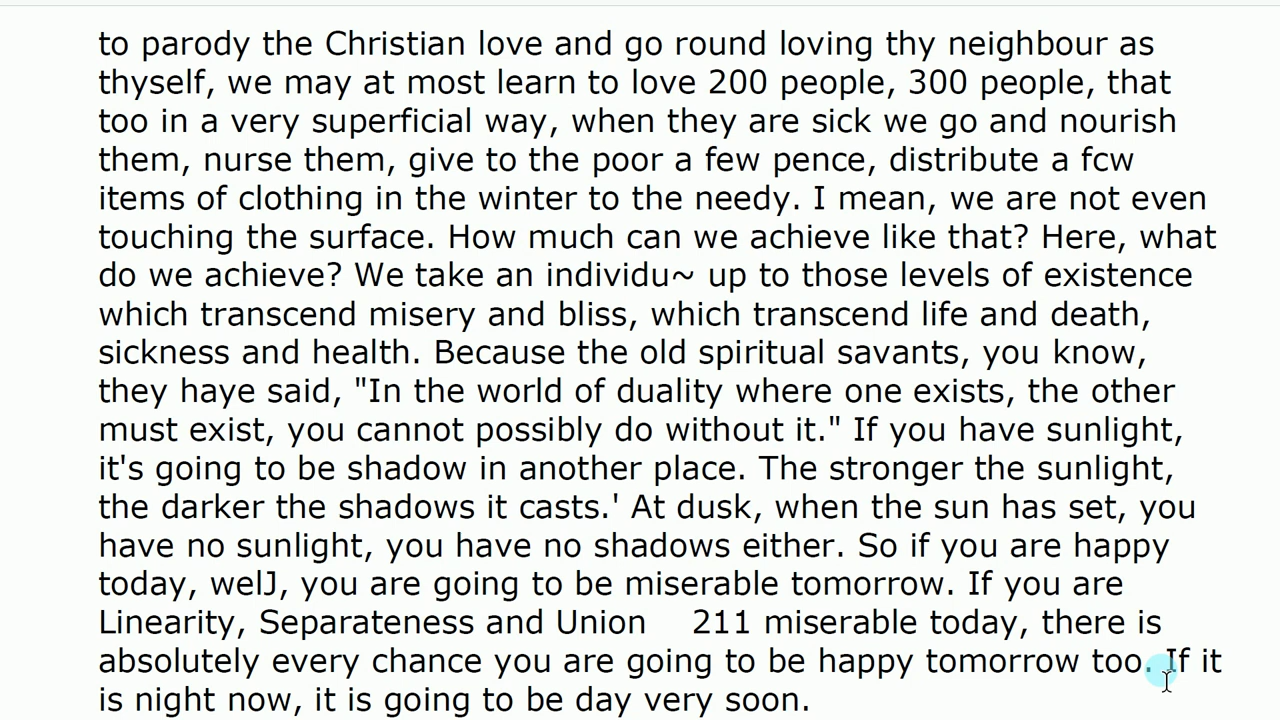 to parody the Christian love and go round loving thy neighbour as
thyself, we may at most learn to love 200 people, 300 people, that
too in a very superficial way, when they are sick we go and nourish
them, nurse them, give to the poor a few pence, distribute a fcw
items of clothing in the winter to the needy. I mean, we are not even
touching the surface. How much can we achieve like that? Here, what
do we achieve? We take an individu~ up to those levels of existence
which transcend misery and bliss, which transcend life and death,
sickness and health. Because the old spiritual savants, you know,
they haye said, "In the world of duality where one exists, the other
must exist, you cannot possibly do without it." If you have sunlight,
it's going to be shadow in another place. The stronger the sunlight,
the darker the shadows it casts.' At dusk, when the sun has set, you
have no sunlight, you have no shadows either. So if you are happy
today, welJ, you are going to be miserable tomorrow. If you are
Linearity, Separateness and Union 211 miserable today, there is
absolutely every chance you are going to be happy tomorrow too. If it
is night now, it is going to be day very soon.